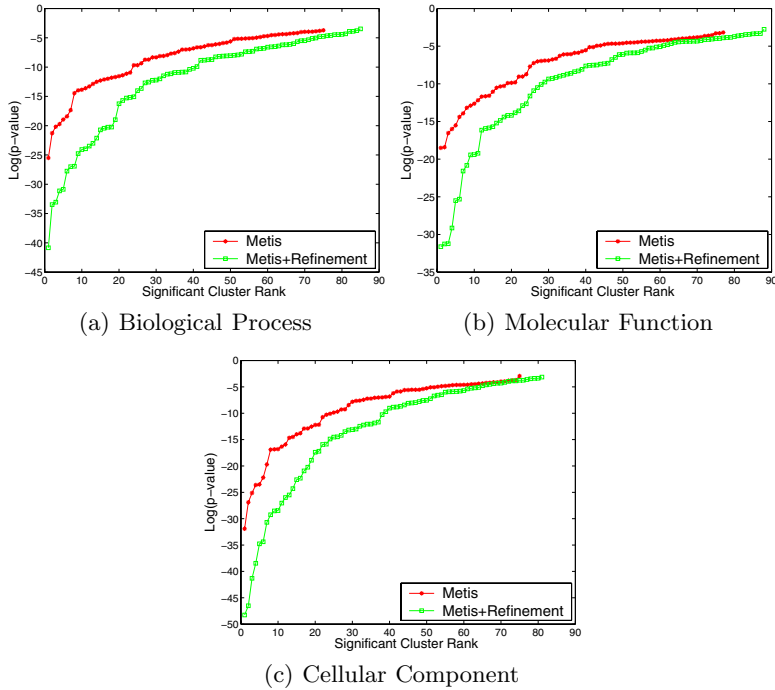 0
−5
−10
−15
−20
−25
−30
−35
−40
−45
Log(p−value)
0 10 20 30 40 50 60 70 80 90
Significant Cluster Rank
Metis
Metis+Refinement
(a) Biological Process
0
−5
−10
−15
−20
−25
−30
−35
Log(p−value)
0 10 20 30 40 50 60 70 80 90
Significant Cluster Rank
Metis
Metis+Refinement
(b) Molecular Function
0
−5
−10
−15
−20
−25
−30
−35
−40
−45
−50
Log(p−value)
0 10 20 30 40 50 60 70 80 90
Significant Cluster Rank
Metis
Metis+Refinement
(c) Cellular Component